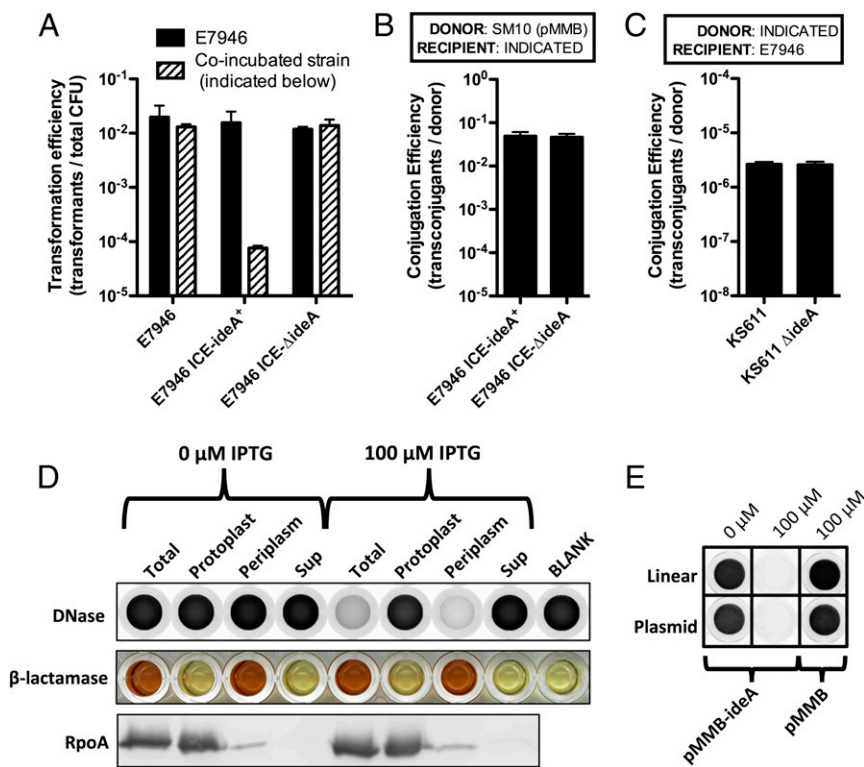 A
E7946
Co-incubated strain
(indicated below)
Transformation efficiency
(transformants / total CFU)
10⁻¹
10⁻²
10⁻³
10⁻⁴
10⁻⁵
E7946
E7946 ICE-ideA⁺
E7946 ICE-ΔideA
B
DONOR: SM10 (pMMB)
RECIPIENT: INDICATED
Conjugation Efficiency
(transconjugants / donor)
10⁰
10⁻¹
10⁻²
10⁻³
10⁻⁴
10⁻⁵
E7946 ICE-ideA⁺
E7946 ICE-ΔideA
C
DONOR: INDICATED
RECIPIENT: E7946
Conjugation Efficiency
(transconjugants / donor)
10⁻⁴
10⁻⁵
10⁻⁶
10⁻⁷
10⁻⁸
KS611
KS611 ΔideA
D
0 µM IPTG
100 µM IPTG
Total
Protoplast
Periplasm
Sup
Total
Protoplast
Periplasm
Sup
BLANK
DNase
β-lactamase
RpoA
E
0 µM
100 µM
100 µM
Linear
Plasmid
pMMB-ideA
pMMB